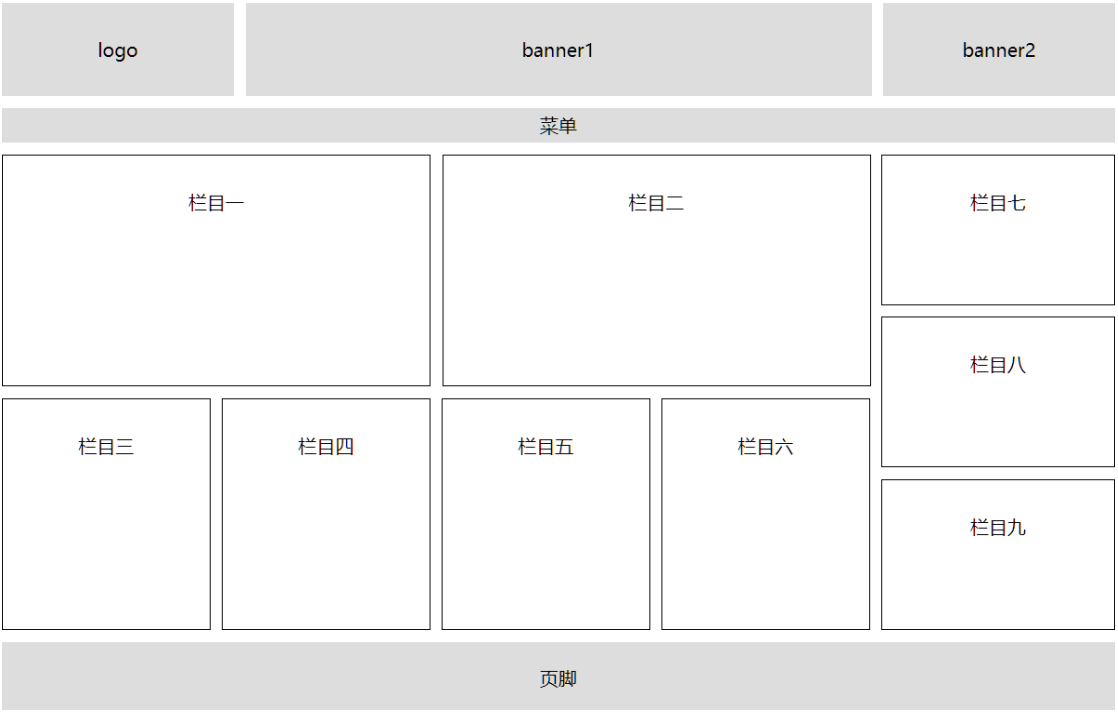 logo
banner1
banner2
菜单
栏目一
栏目二
栏目七
栏目八
栏目三
栏目四
栏目五
栏目六
栏目九
页脚